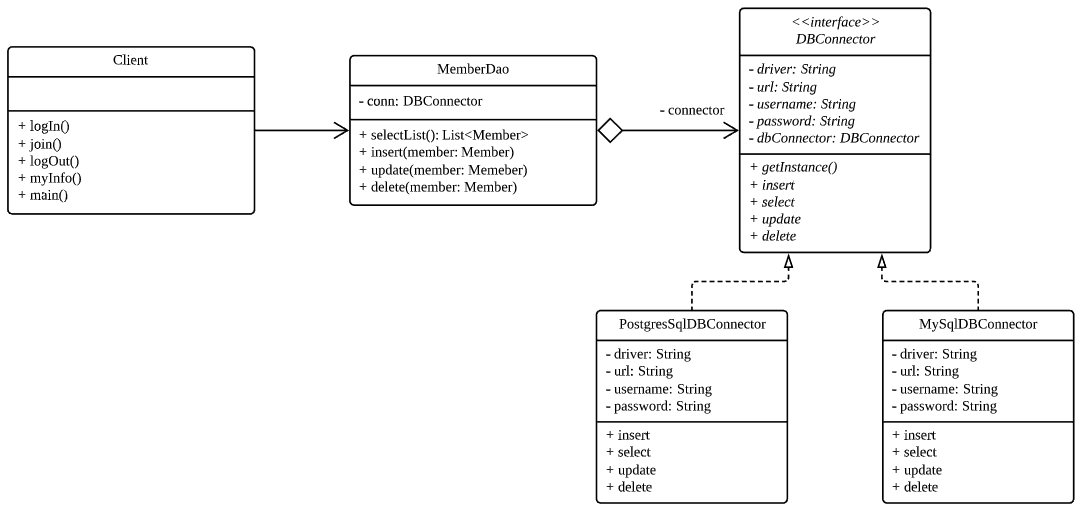 Client
+ logIn()
+ join()
+ logOut()
+ myInfo()
+ main()
MemberDao
- conn: DBConnector
+ selectList(): List<Member>
+ insert(member: Member)
+ update(member: Memeber)
+ delete(member: Member)
- connector
<<interface>>
DBConnector
- driver: String
- url: String
- username: String
- password: String
- dbConnector: DBConnector
+ getInstance()
+ insert
+ select
+ update
+ delete
PostgresSqlDBConnector
- driver: String
- url: String
- username: String
- password: String
+ insert
+ select
+ update
+ delete
MySqlDBConnector
- driver: String
- url: String
- username: String
- password: String
+ insert
+ select
+ update
+ delete